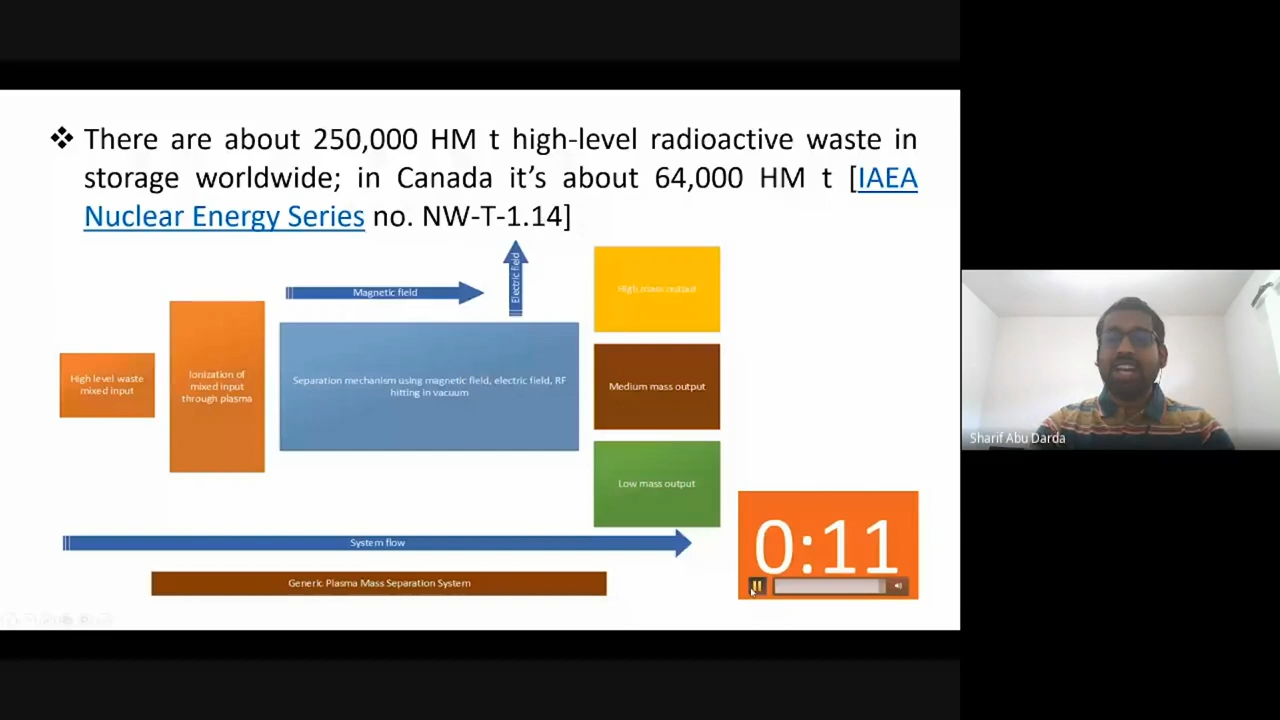 ❖ There are about 250,000 HM t high-level radioactive waste in
storage worldwide; in Canada it's about 64,000 HM t [IAEA
Nuclear Energy Series no. NW-T-1.14]
Magnetic field
Electric field
High level waste
mixed input
Ionization of
mixed input
through plasma
Separation mechanism using magnetic field, electric field, RF
hitting in vacuum
High mass output
Medium mass output
Low mass output
System flow
Generic Plasma Mass Separation System
0:11
Sharif Abu Darda